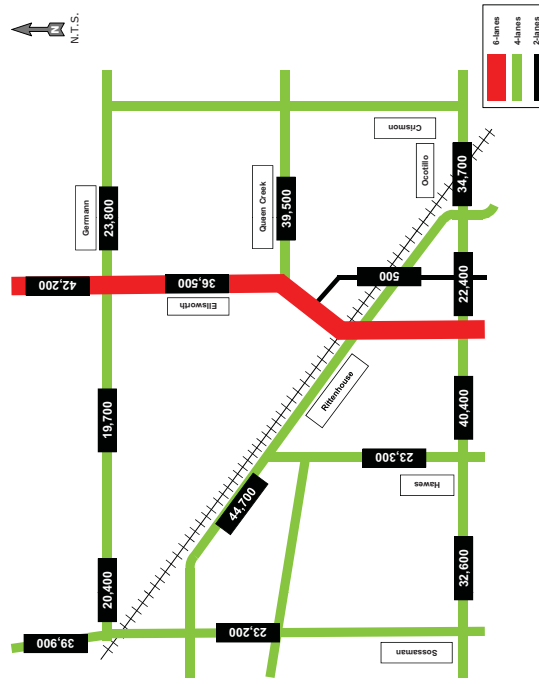 N
N.T.S.
6-lanes
4-lanes
2-lanes
Germann
23,800
42,200
36,500
Ellsworth
Queen Creek
39,500
Crismon
Ocotillo
34,700
500
22,400
19,700
Rittenhouse
40,400
44,700
23,300
Hawes
20,400
39,900
23,200
32,600
Sossaman